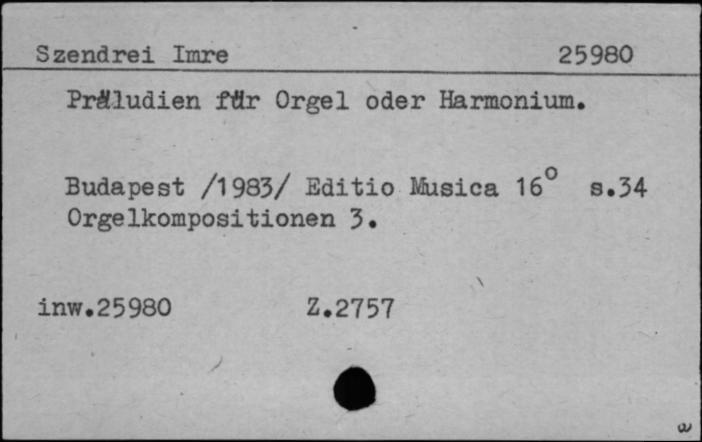 Szendrei Imre 25980
Präludien für Orgel oder Harmonium.
Budapest /1983/ Editio Musica 16° s.34
Orgelkompositionen 3.
inw.25980 Z.2757